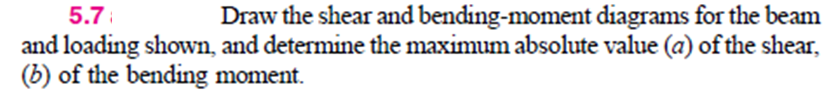 5.7 Draw the shear and bending-moment diagrams for the beam
and loading shown, and determine the maximum absolute value (a) of the shear,
(b) of the bending moment.